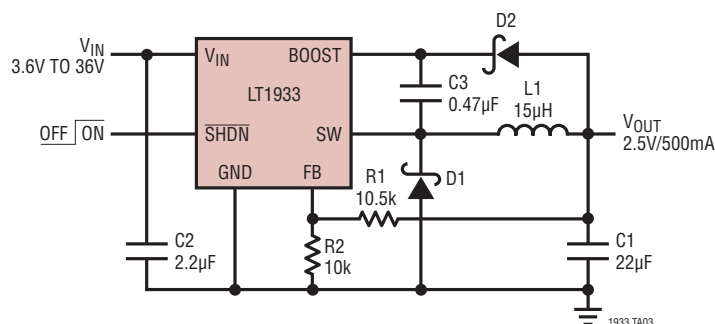 VIN
3.6V TO 36V
VIN
BOOST
D2
LT1933
C3
0.47µF
L1
15µH
OFF ON
SHDN
SW
VOUT
2.5V/500mA
GND
FB
D1
R1
10.5k
C2
2.2µF
R2
10k
C1
22µF
1933 TA03